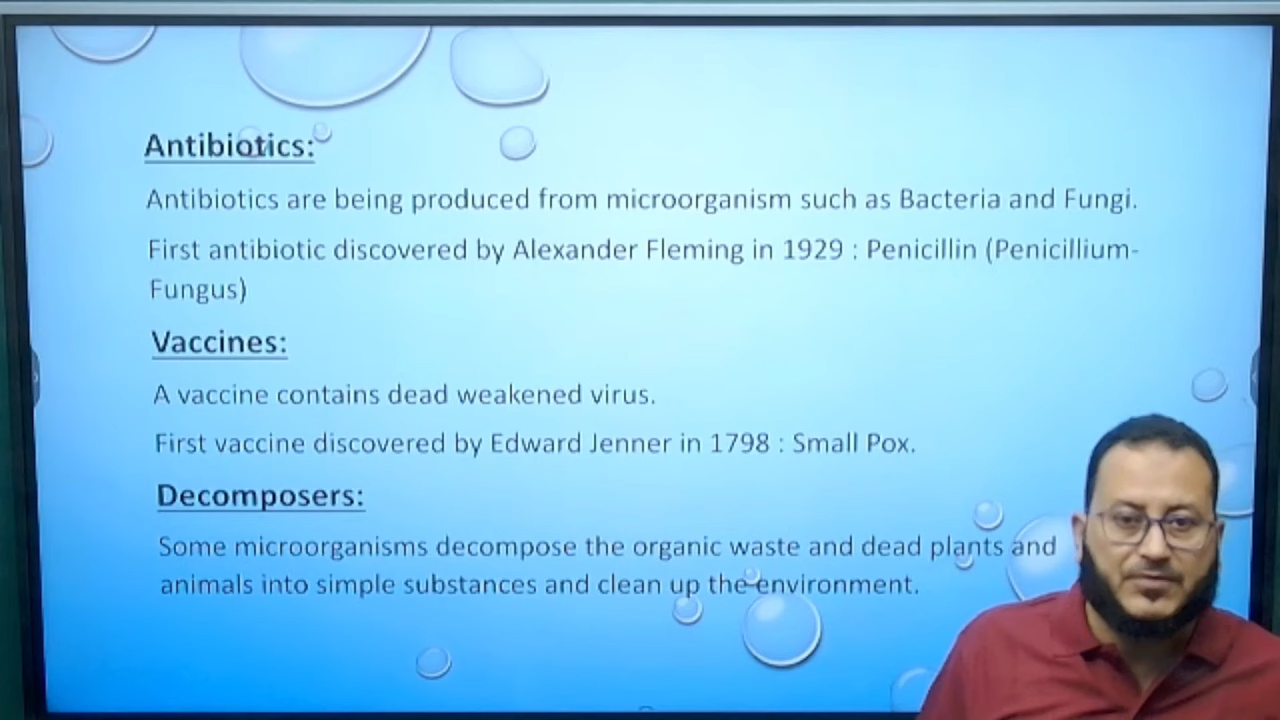 Antibiotics:
Antibiotics are being produced from microorganism such as Bacteria and Fungi.
First antibiotic discovered by Alexander Fleming in 1929 : Penicillin (Penicillium-
Fungus)
Vaccines:
A vaccine contains dead weakened virus.
First vaccine discovered by Edward Jenner in 1798 : Small Pox.
Decomposers:
Some microorganisms decompose the organic waste and dead plants and
animals into simple substances and clean up the environment.